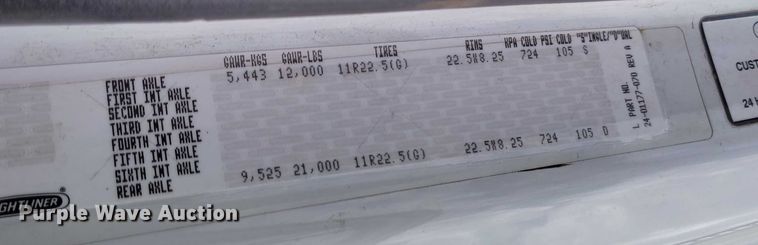 GAWR-KGS GAWR-LBS TIRES RIMS KPA COLD PSI COLD "S"INGLE/"D"UAL
FRONT AXLE 5,443 12,000 11R22.5(G) 22.5X8.25 724 105 S
FIRST INT AXLE
SECOND INT AXLE
THIRD INT AXLE
FOURTH INT AXLE
FIFTH INT AXLE
SIXTH INT AXLE
REAR AXLE 9,525 21,000 11R22.5(G) 22.5X8.25 724 105 D
L PART NO.
24-01177-070 REV A
CUST
24 H
GHTLINER
Purple Wave Auction